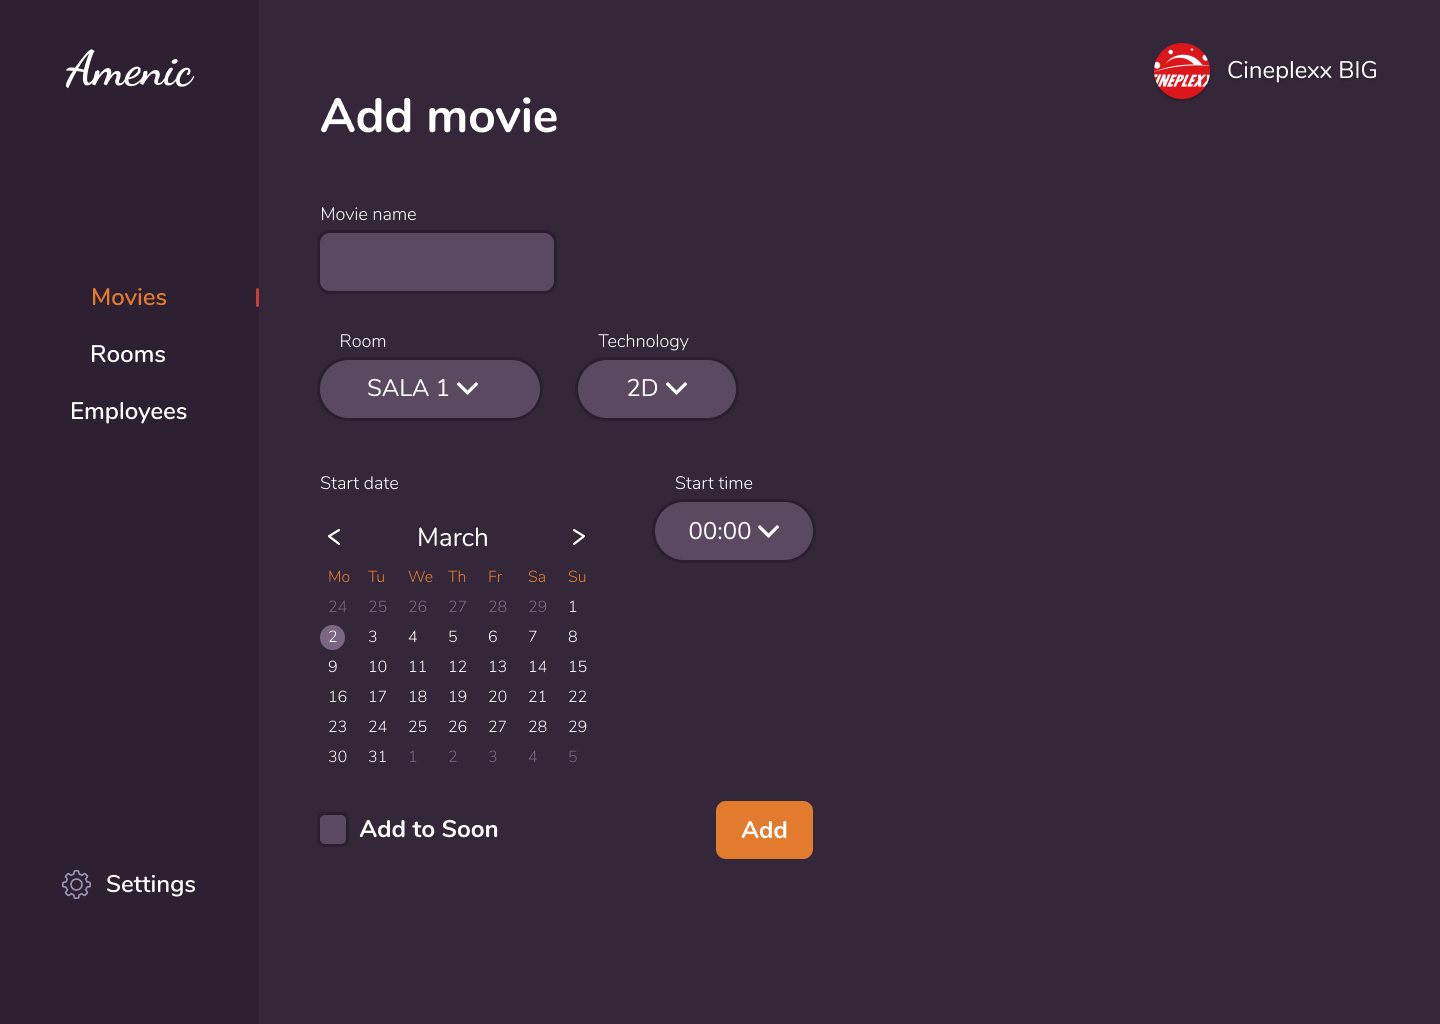 Amenic
CINEPLEXX
Cineplexx BIG
Add movie
Movie name
Movies
Rooms
Employees
Room
Technology
SALA 1
2D
Start date
Start time
< March >
00:00
Mo Tu We Th Fr Sa Su
24 25 26 27 28 29 1
2 3 4 5 6 7 8
9 10 11 12 13 14 15
16 17 18 19 20 21 22
23 24 25 26 27 28 29
30 31 1 2 3 4 5
Add to Soon
Add
Settings